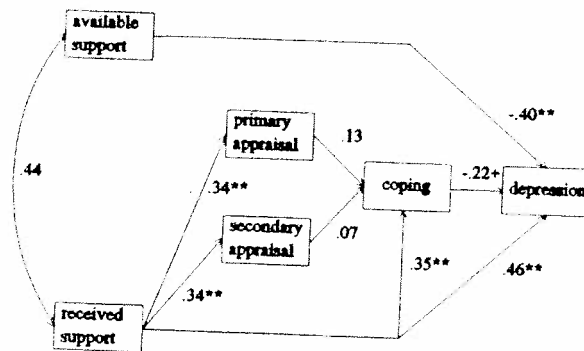 available
support
-.40**
primary
appraisal
.13
.44
.34**
coping
-.22+
depression
secondary
appraisal
.07
.34**
.35**
.46**
received
support